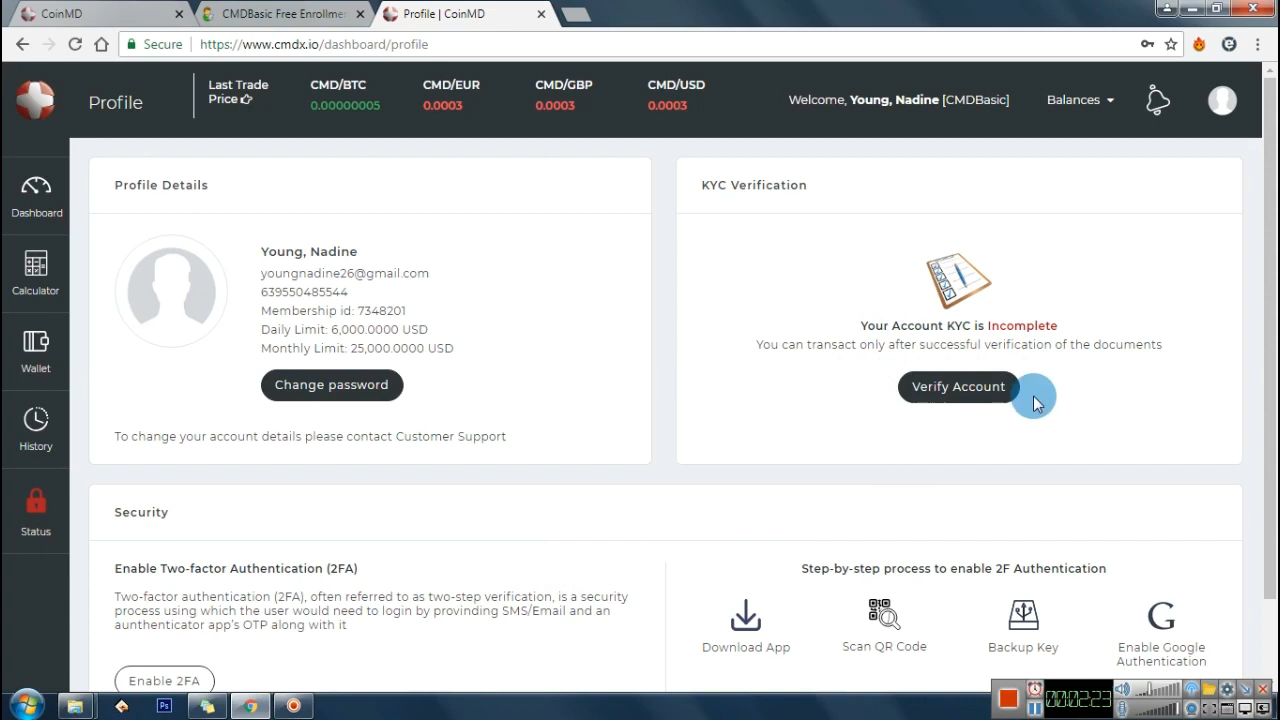 CoinMD
CMDBasic Free Enrollme
Profile | CoinMD
Secure
https://www.cmdx.io/dashboard/profile
Profile
Last Trade
Price
CMD/BTC
0.00000005
CMD/EUR
0.0003
CMD/GBP
0.0003
CMD/USD
0.0003
Welcome, Young, Nadine [CMDBasic]
Balances
Dashboard
Calculator
Wallet
History
Status
Profile Details
Young, Nadine
youngnadine26@gmail.com
639550485544
Membership id: 7348201
Daily Limit: 6,000.0000 USD
Monthly Limit: 25,000.0000 USD
Change password
To change your account details please contact Customer Support
KYC Verification
Your Account KYC is Incomplete
You can transact only after successful verification of the documents
Verify Account
Security
Enable Two-factor Authentication (2FA)
Two-factor authentication (2FA), often referred to as two-step verification, is a security
process using which the user would need to login by provinding SMS/Email and an
aunthenticator app's OTP along with it
Enable 2FA
Step-by-step process to enable 2F Authentication
Download App
Scan QR Code
Backup Key
Enable Google
Authentication
Ps
00:02:23